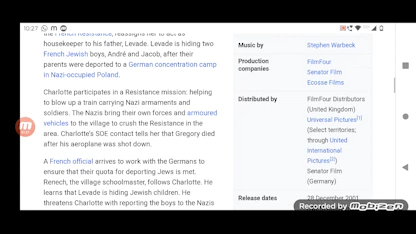 10:27
the French Resistance, reassigns her to act as
housekeeper to his father, Levade. Levade is hiding two
French Jewish boys, André and Jacob, after their
parents were deported to a German concentration camp
in Nazi-occupied Poland.
Charlotte participates in a Resistance mission: helping
to blow up a train carrying Nazi armaments and
soldiers. The Nazis bring their own forces and armoured
vehicles to the village to crush the Resistance in the
area. Charlotte's SOE contact tells her that Gregory died
after his aeroplane was shot down.
A French official arrives to work with the Germans to
ensure that their quota for deporting Jews is met.
Renech, the village schoolmaster, follows Charlotte. He
learns that Levade is hiding Jewish children. He
threatens Charlotte with reporting the boys to the Nazis
Music by Stephen Warbeck
Production companies
FilmFour
Senator Film
Ecosse Films
Distributed by
FilmFour Distributors
(United Kingdom)
Universal Pictures[1]
(Select territories;
through United
International
Pictures[2])
Senator Film
(Germany)
Release dates 28 December 2001
Recorded by Mobizen